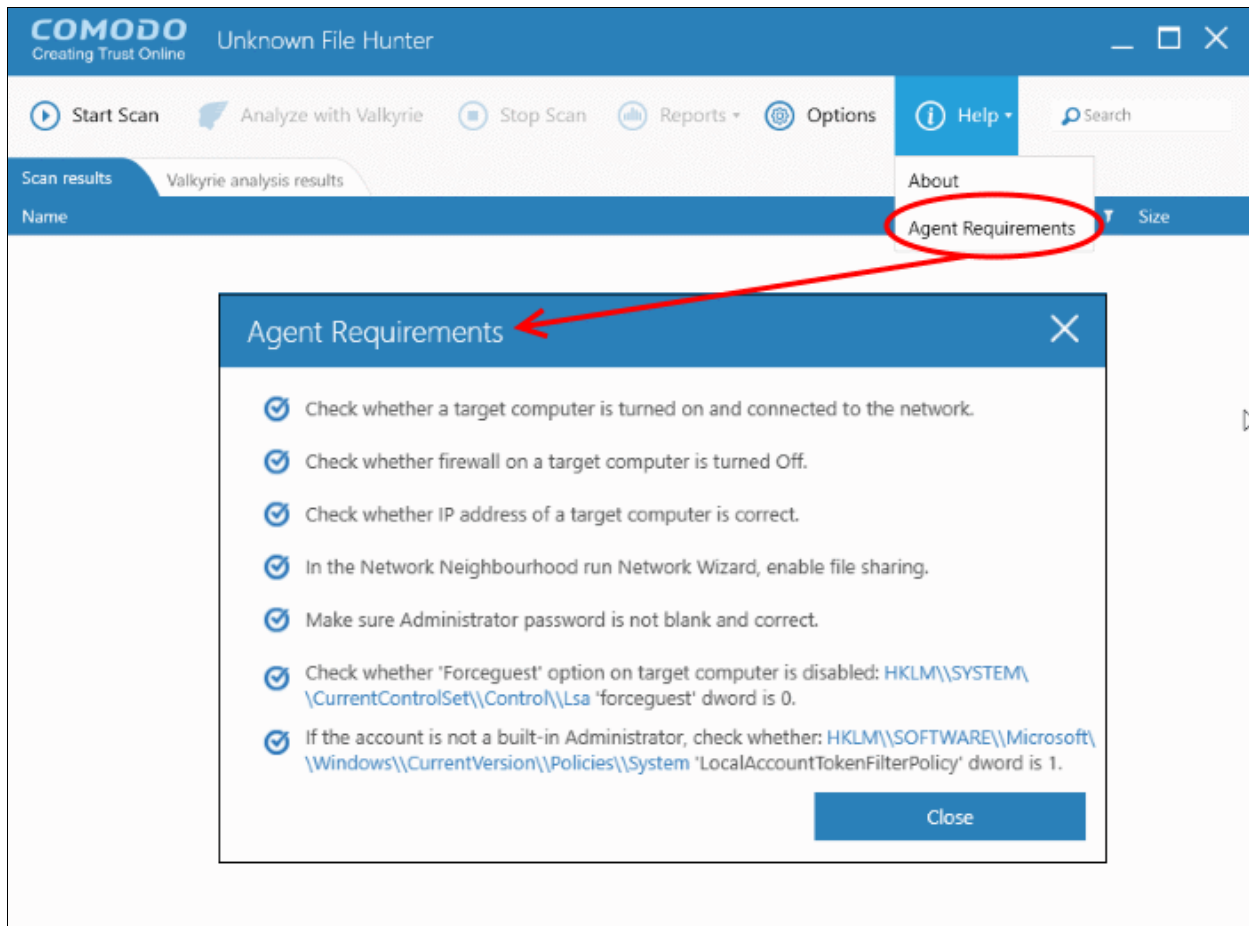 COMODO
Creating Trust Online
Unknown File Hunter
Start Scan
Analyze with Valkyrie
Stop Scan
Reports
Options
Help
Search
Scan results
Valkyrie analysis results
About
Name
Agent Requirements
Size
Agent Requirements
Check whether a target computer is turned on and connected to the network.
Check whether firewall on a target computer is turned Off.
Check whether IP address of a target computer is correct.
In the Network Neighbourhood run Network Wizard, enable file sharing.
Make sure Administrator password is not blank and correct.
Check whether 'Forceguest' option on target computer is disabled: HKLM\\SYSTEM\
\CurrentControlSet\\Control\\Lsa 'forceguest' dword is 0.
If the account is not a built-in Administrator, check whether: HKLM\\SOFTWARE\\Microsoft\
\Windows\\CurrentVersion\\Policies\\System 'LocalAccountTokenFilterPolicy' dword is 1.
Close